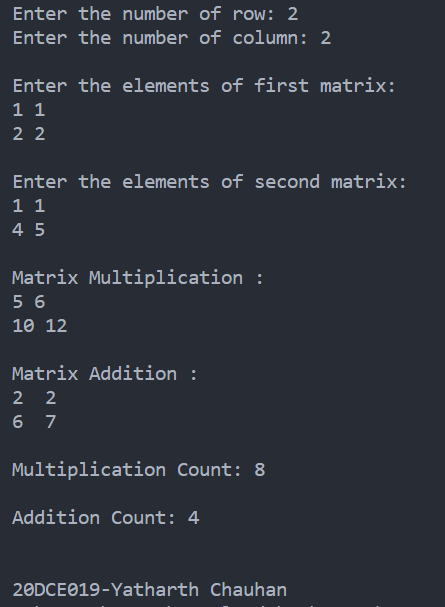 Enter the number of row: 2
Enter the number of column: 2
Enter the elements of first matrix:
1 1
2 2
Enter the elements of second matrix:
1 1
4 5
Matrix Multiplication :
5 6
10 12
Matrix Addition :
2  2
6  7
Multiplication Count: 8
Addition Count: 4
20DCE019-Yatharth Chauhan